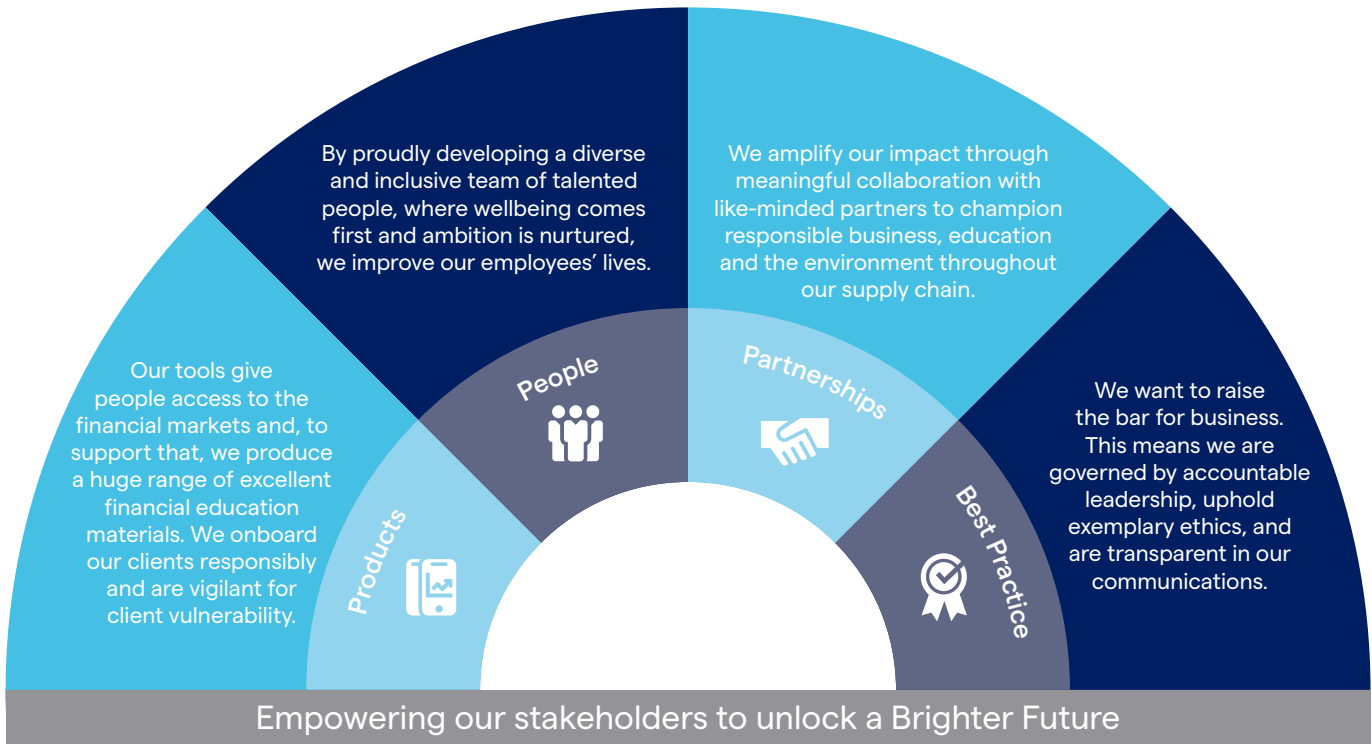 By proudly developing a diverse
and inclusive team of talented
people, where wellbeing comes
first and ambition is nurtured,
we improve our employees’ lives.
We amplify our impact through
meaningful collaboration with
like-minded partners to champion
responsible business, education
and the environment throughout
our supply chain.
Our tools give
people access to the
financial markets and, to
support that, we produce
a huge range of excellent
financial education
materials. We onboard
our clients responsibly
and are vigilant for
client vulnerability.
We want to raise
the bar for business.
This means we are
governed by accountable
leadership, uphold
exemplary ethics, and
are transparent in our
communications.
Products
People
Partnerships
Best Practice
Empowering our stakeholders to unlock a Brighter Future